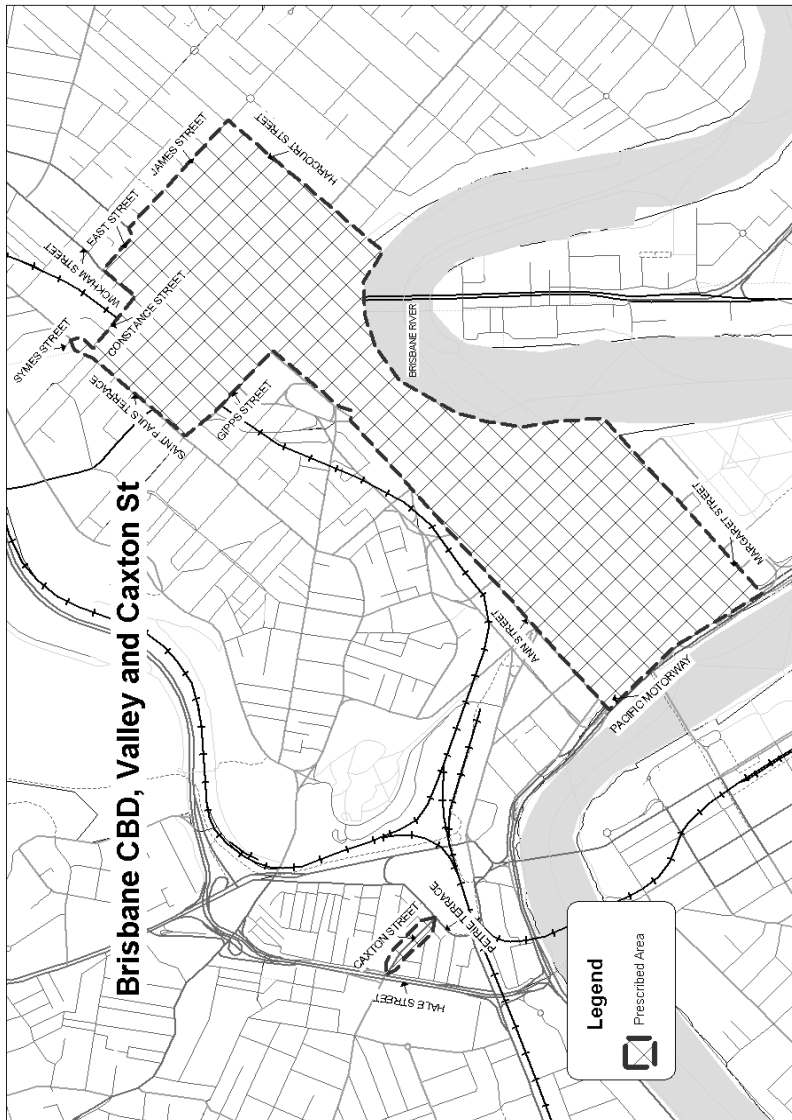 Brisbane CBD, Valley and Caxton St
SYMES STREET
WICKHAM STREET
EAST STREET
JAMES STREET
HARCOURT STREET
CONSTANCE STREET
SAINT PAULS TERRACE
GIPPS STREET
BRISBANE RIVER
ANN STREET
MARGARET STREET
PACIFIC MOTORWAY
CAXTON STREET
PETRIE TERRACE
HALE STREET
Legend
Prescribed Area